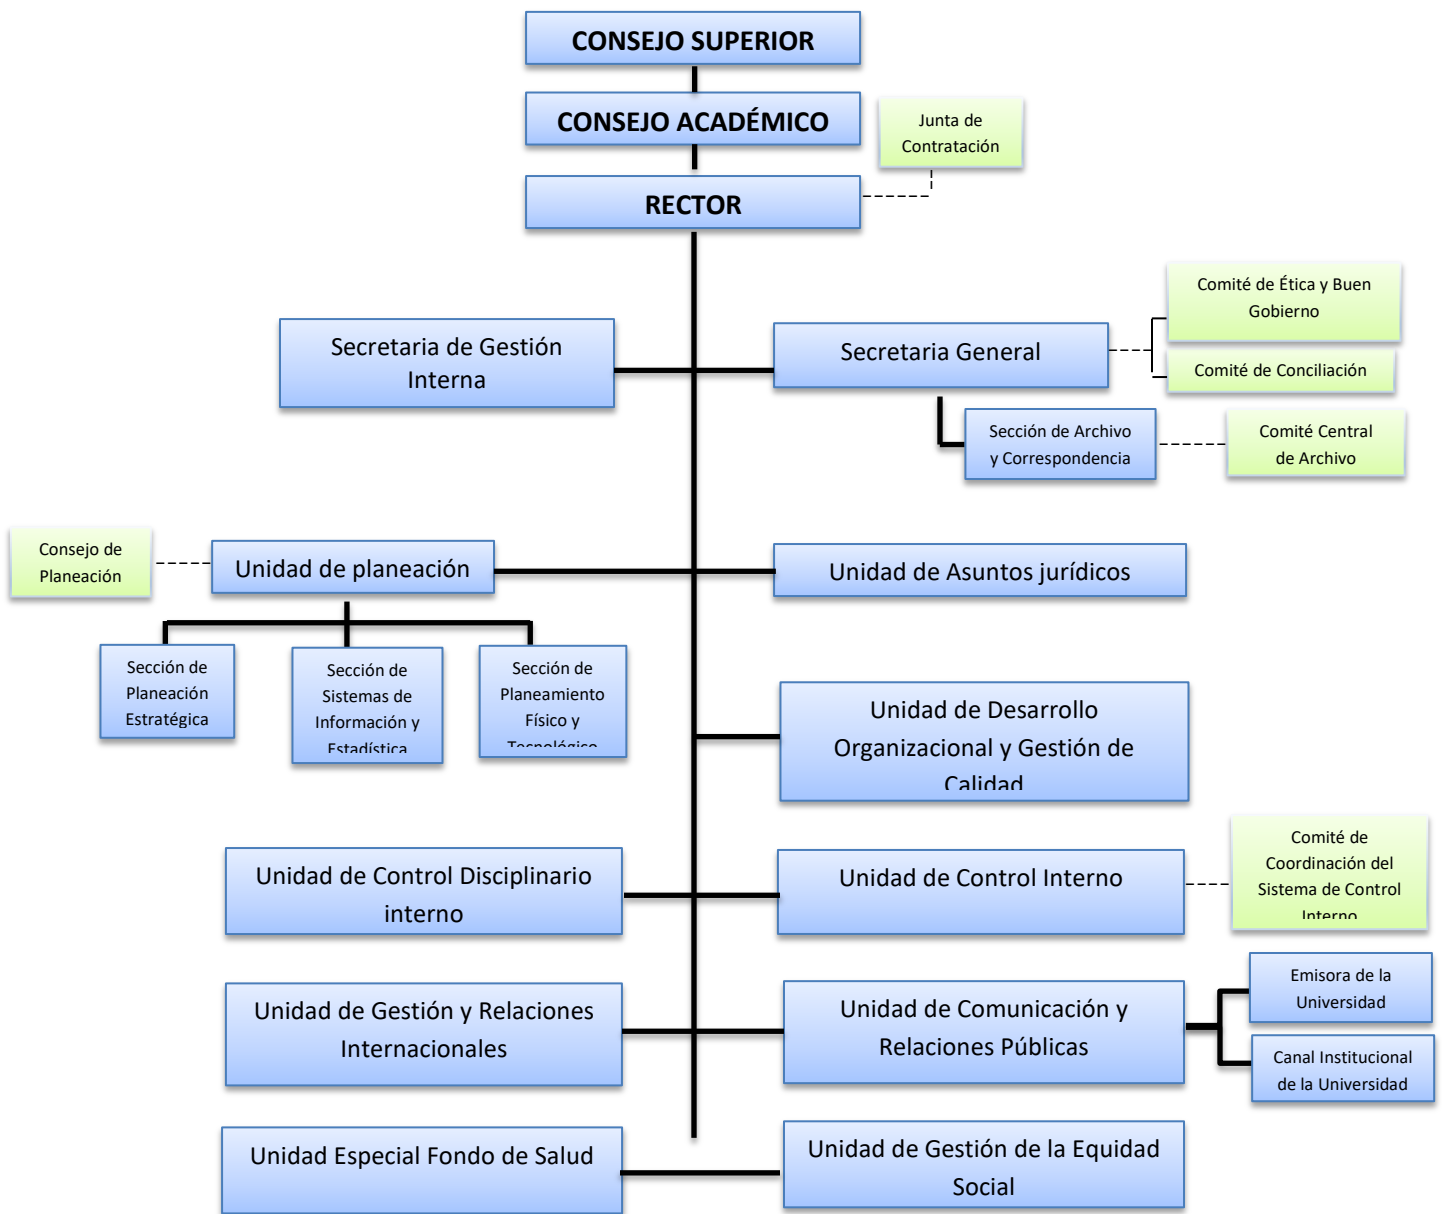 CONSEJO SUPERIOR
CONSEJO ACADÉMICO
Junta de
Contratación
RECTOR
Secretaria de Gestión
Interna
Secretaria General
Comité de Ética y Buen
Gobierno
Comité de Conciliación
Sección de Archivo
y Correspondencia
Comité Central
de Archivo
Consejo de
Planeación
Unidad de planeación
Unidad de Asuntos jurídicos
Sección de
Planeación
Estratégica
Sección de
Sistemas de
Información y
Estadística
Sección de
Planeamiento
Físico y
Tecnológico
Unidad de Desarrollo
Organizacional y Gestión de
Calidad
Unidad de Control Disciplinario
interno
Unidad de Control Interno
Comité de
Coordinación del
Sistema de Control
Interno
Unidad de Gestión y Relaciones
Internacionales
Unidad de Comunicación y
Relaciones Públicas
Emisora de la
Universidad
Canal Institucional
de la Universidad
Unidad Especial Fondo de Salud
Unidad de Gestión de la Equidad
Social